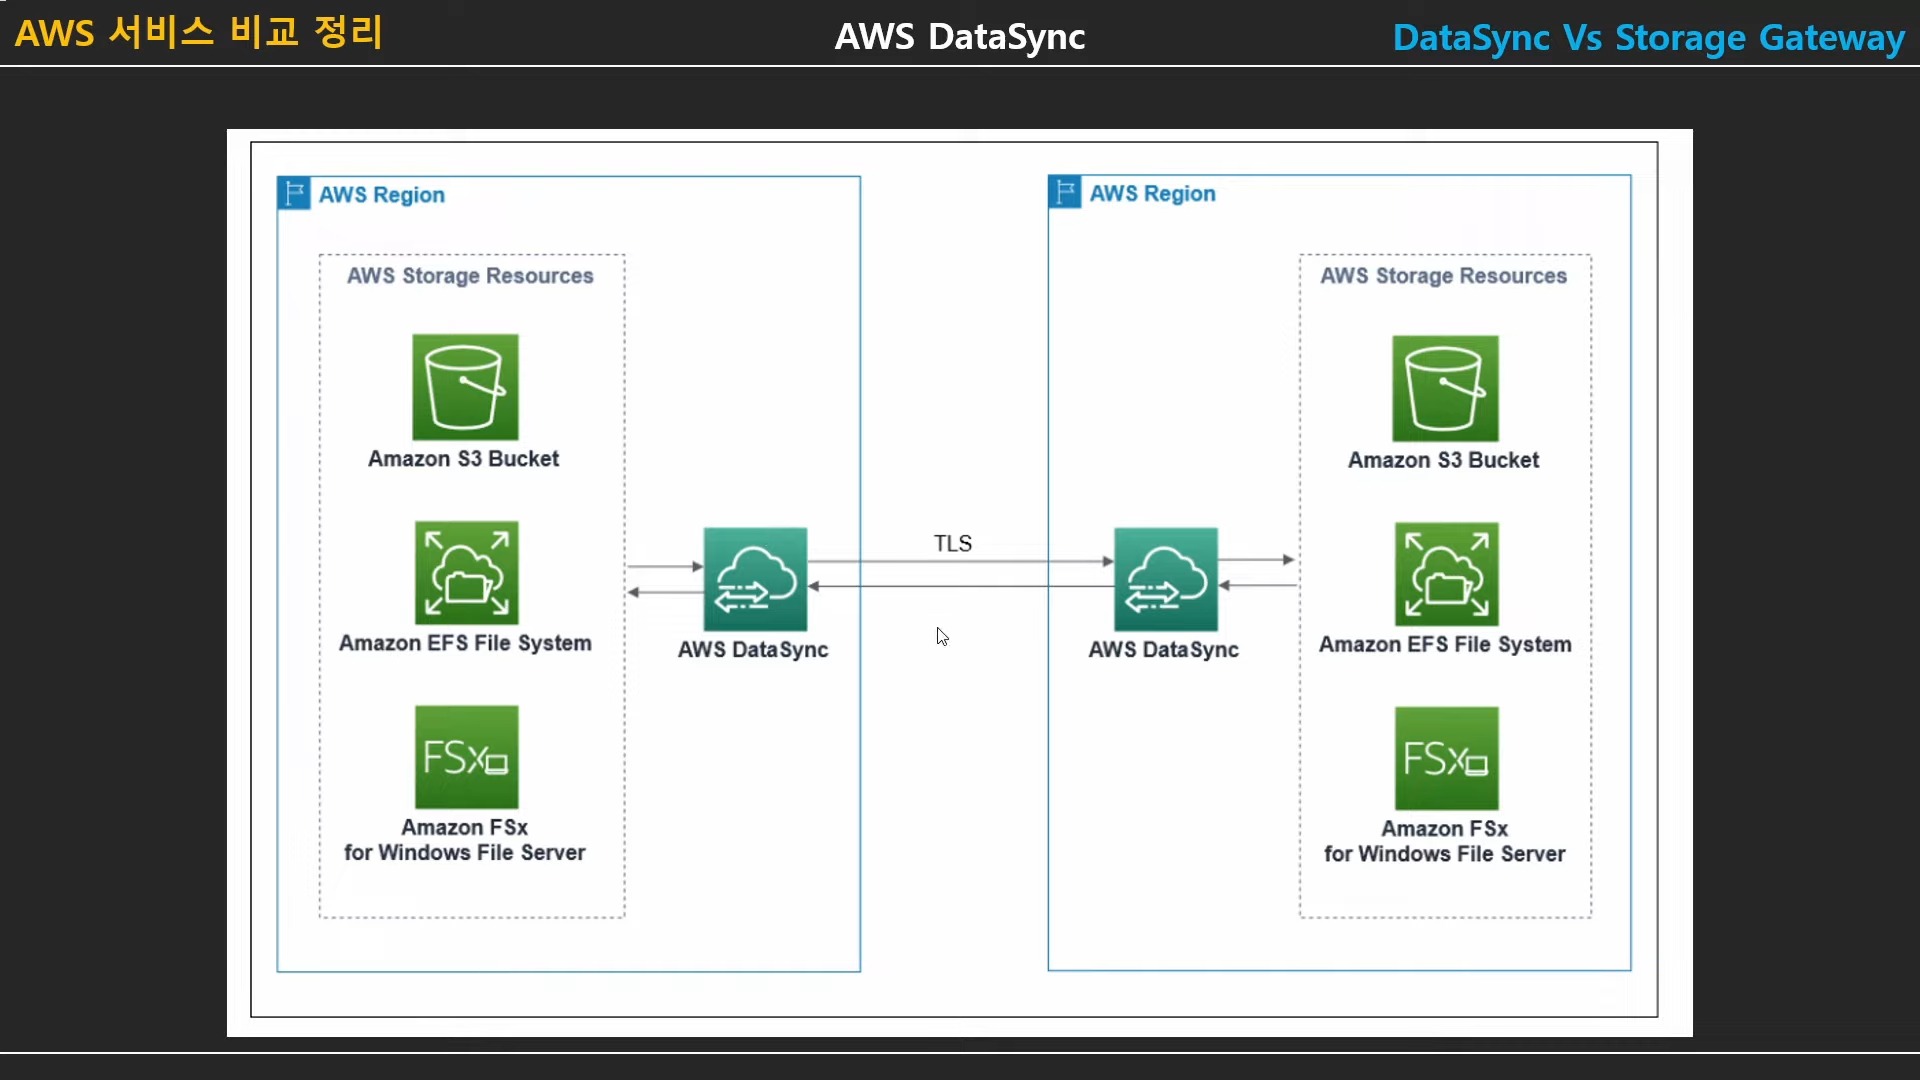 AWS 서비스 비교 정리
AWS DataSync
DataSync Vs Storage Gateway
AWS Region
AWS Storage Resources
Amazon S3 Bucket
Amazon EFS File System
FSx
Amazon FSx
for Windows File Server
AWS DataSync
TLS
AWS Region
AWS DataSync
AWS Storage Resources
Amazon S3 Bucket
Amazon EFS File System
FSx
Amazon FSx
for Windows File Server